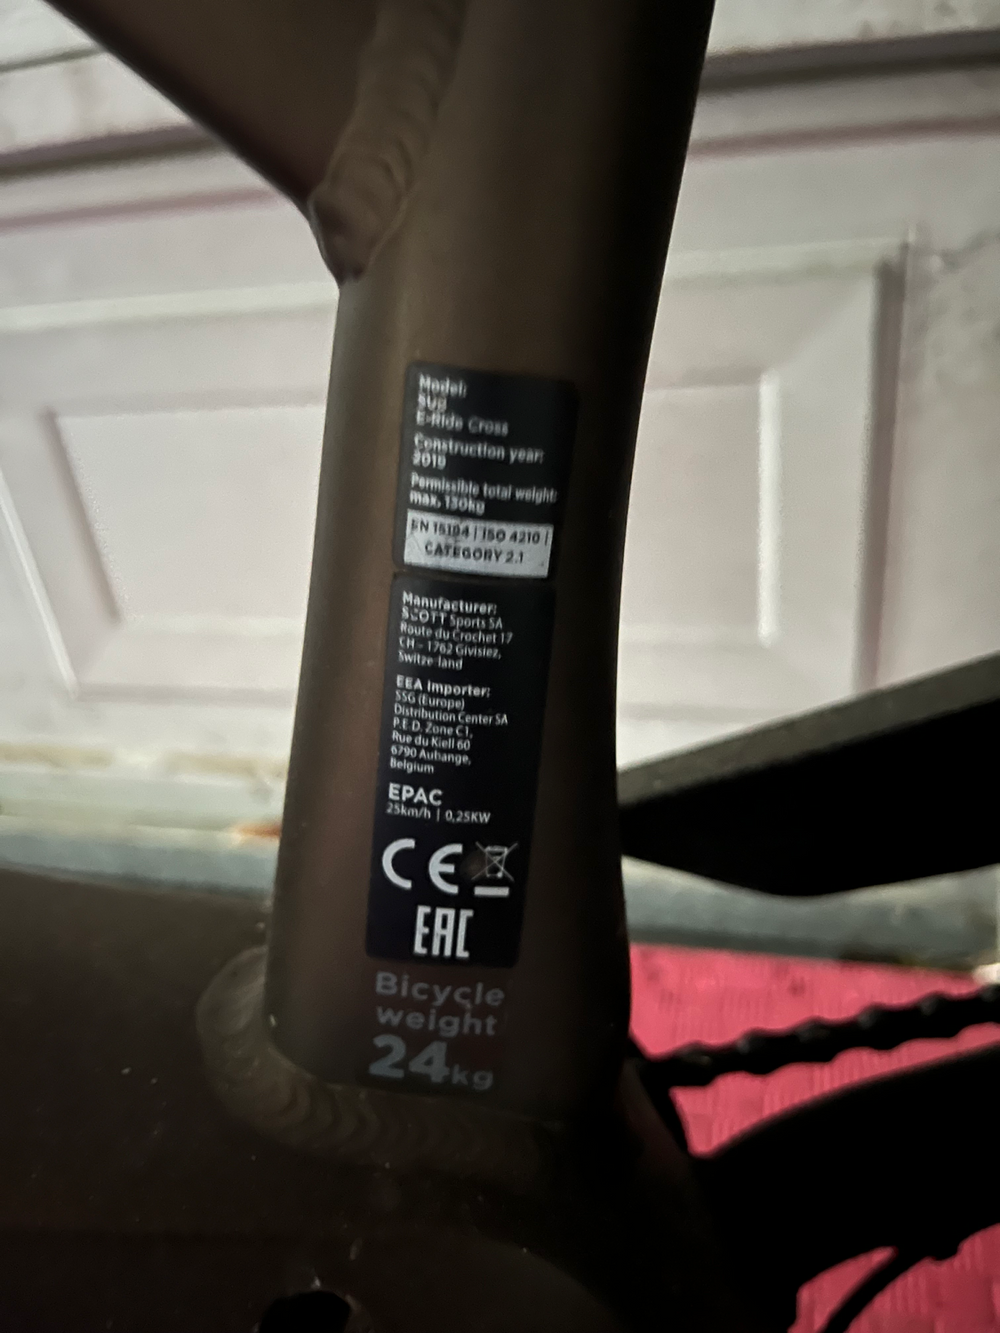 Model:
SUB
E-Ride Cross
Construction year:
2019
Permissible total weight:
max. 130kg
EN 15194 | ISO 4210 |
CATEGORY 2.1
Manufacturer:
SCOTT Sports SA
Route du Crochet 17
CH - 1762 Givisiez,
Switzerland
EEA Importer:
SSG (Europe)
Distribution Center SA
P.E.D. Zone C1,
Rue du Kiell 60
6790 Aubange,
Belgium
EPAC
25km/h | 0,25KW
CE
EAC
Bicycle
weight
24kg